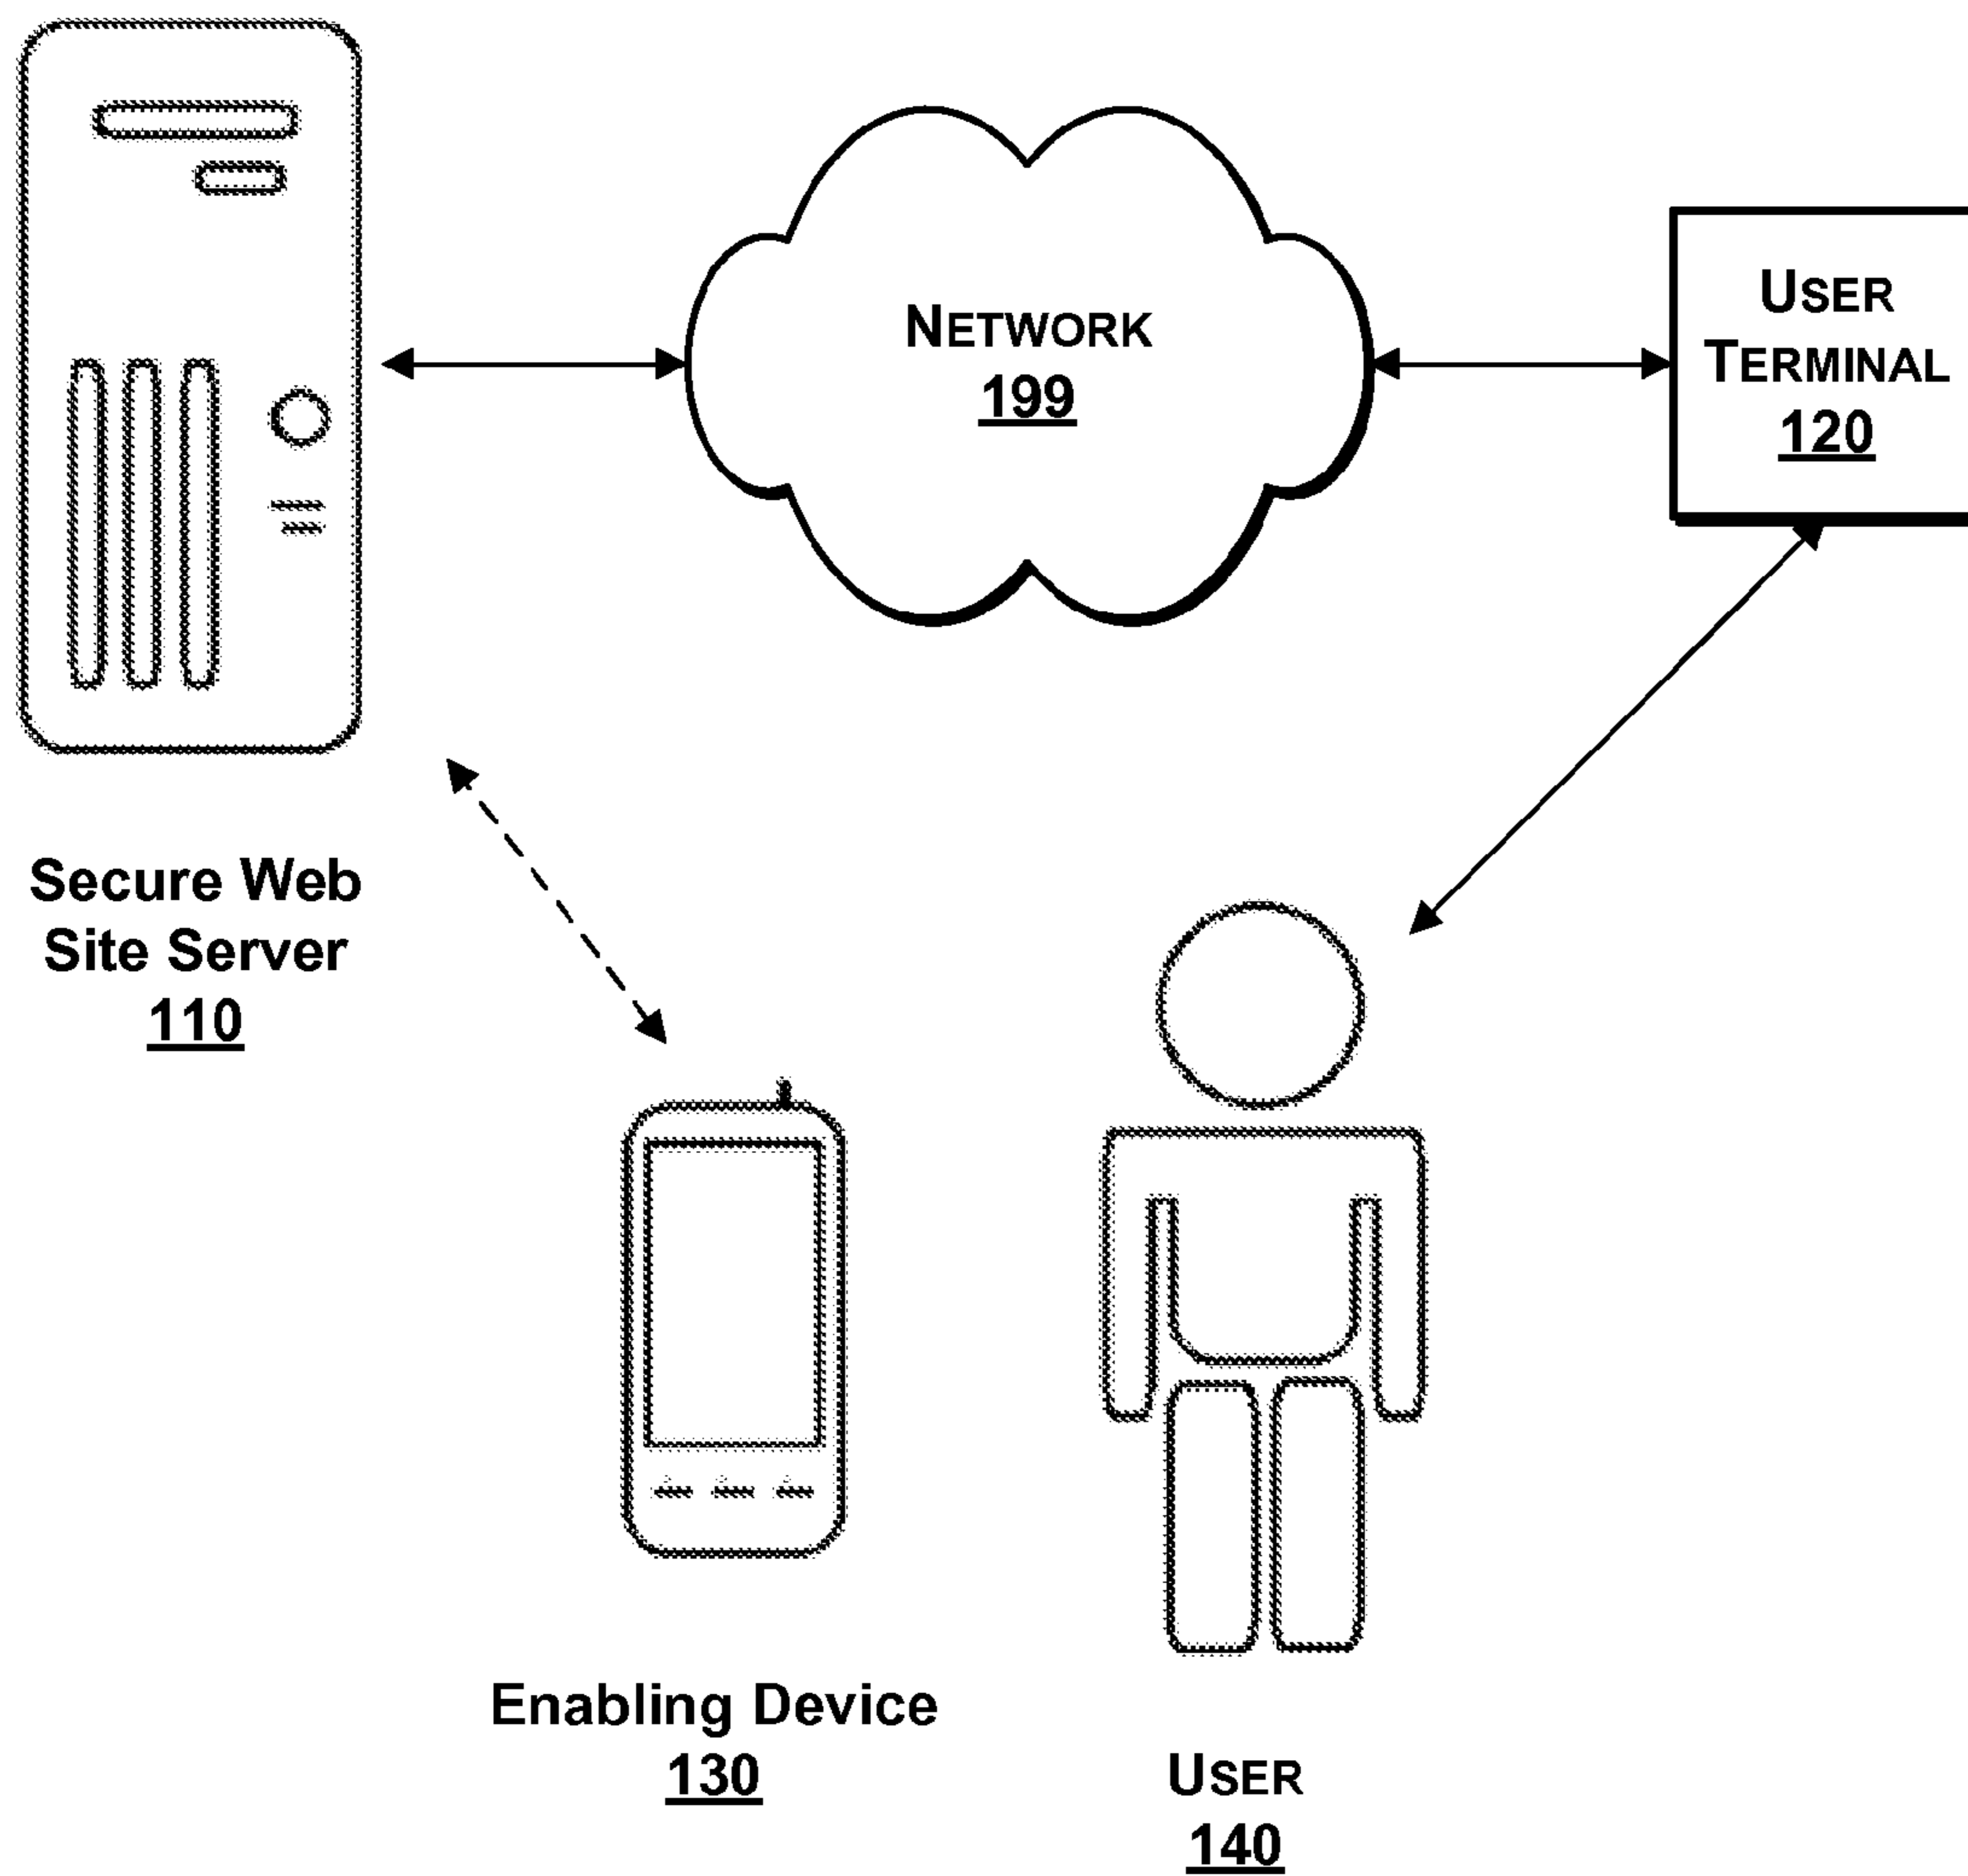 NETWORK
199
USER
TERMINAL
120
Secure Web
Site Server
110
Enabling Device
130
USER
140